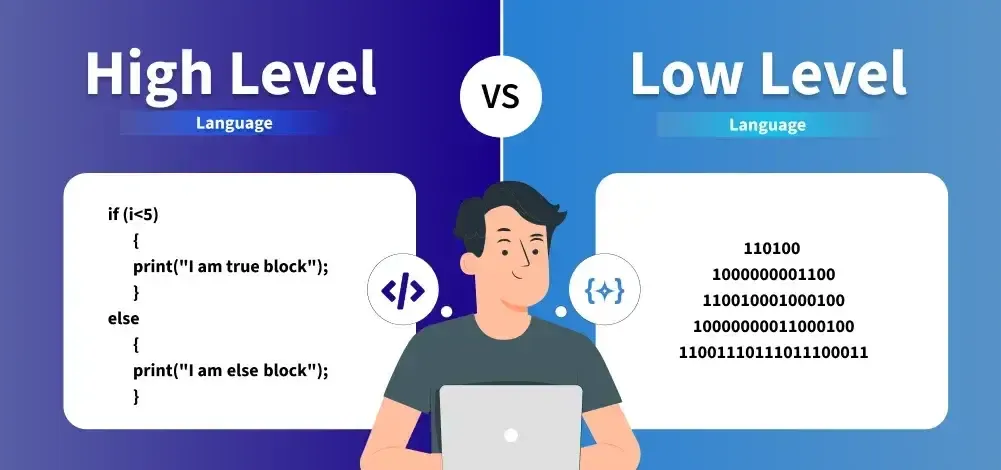 High Level
Language
VS
Low Level
Language
if (i<5)
{
print("I am true block");
}
else
{
print("I am else block");
}
</>
{✦}
110100
1000000001100
110010001000100
10000000011000100
11001110111011100011